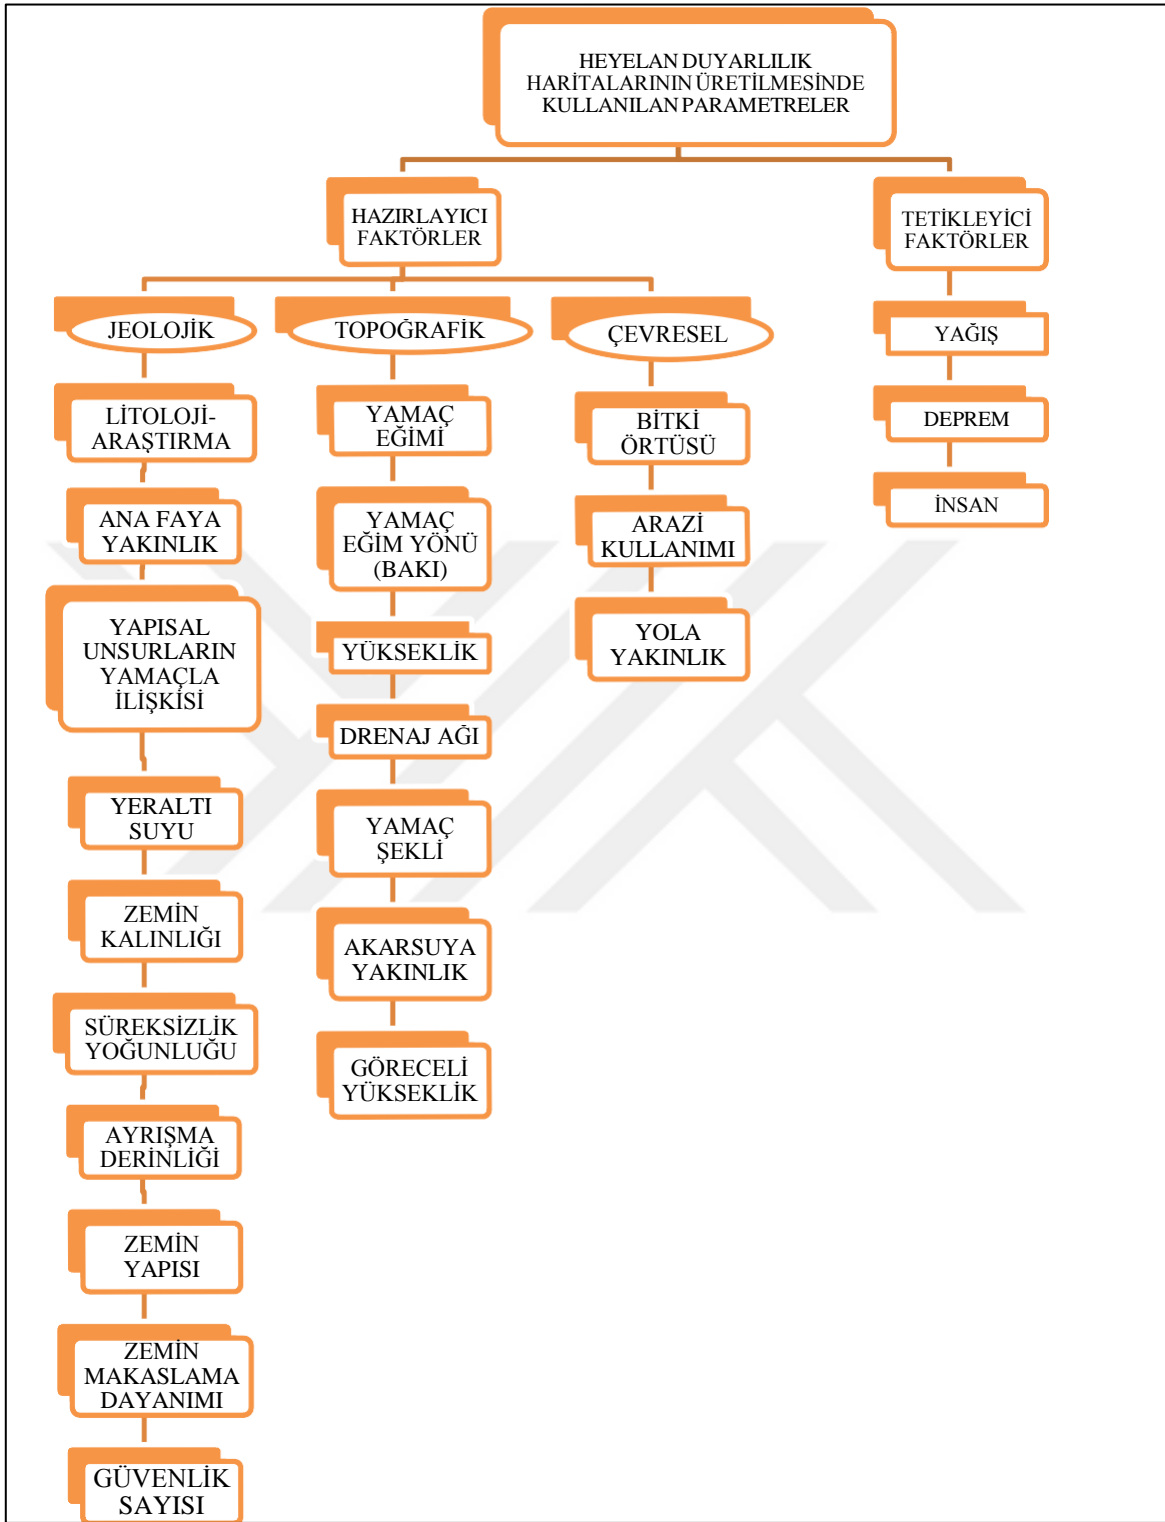 HEYELAN DUYARLILIK
HARİTALARININ ÜRETİLMESİNDE
KULLANILAN PARAMETRELER
HAZIRLAYICI
FAKTÖRLER
TETİKLEYİCİ
FAKTÖRLER
JEOLOJİK
LİTOLOJİ-
ARAŞTIRMA
ANA FAYA
YAKINLIK
YAPISAL
UNSURLARIN
YAMAÇLA
İLİŞKİSİ
YERALTI
SUYU
ZEMİN
KALINLIĞI
SÜREKSİZLİK
YOĞUNLUĞU
AYRIŞMA
DERİNLİĞİ
ZEMİN
YAPISI
ZEMİN
MAKASLAMA
DAYANIMI
GÜVENLİK
SAYISI
TOPOĞRAFİK
YAMAÇ
EĞİMİ
YAMAÇ
EĞİM YÖNÜ
(BAKI)
YÜKSEKLİK
DRENAJ AĞI
YAMAÇ
ŞEKLİ
AKARSUYA
YAKINLIK
GÖRECELİ
YÜKSEKLİK
ÇEVRESEL
BİTKİ
ÖRTÜSÜ
ARAZİ
KULLANIMI
YOLA
YAKINLIK
YAĞIŞ
DEPREM
İNSAN